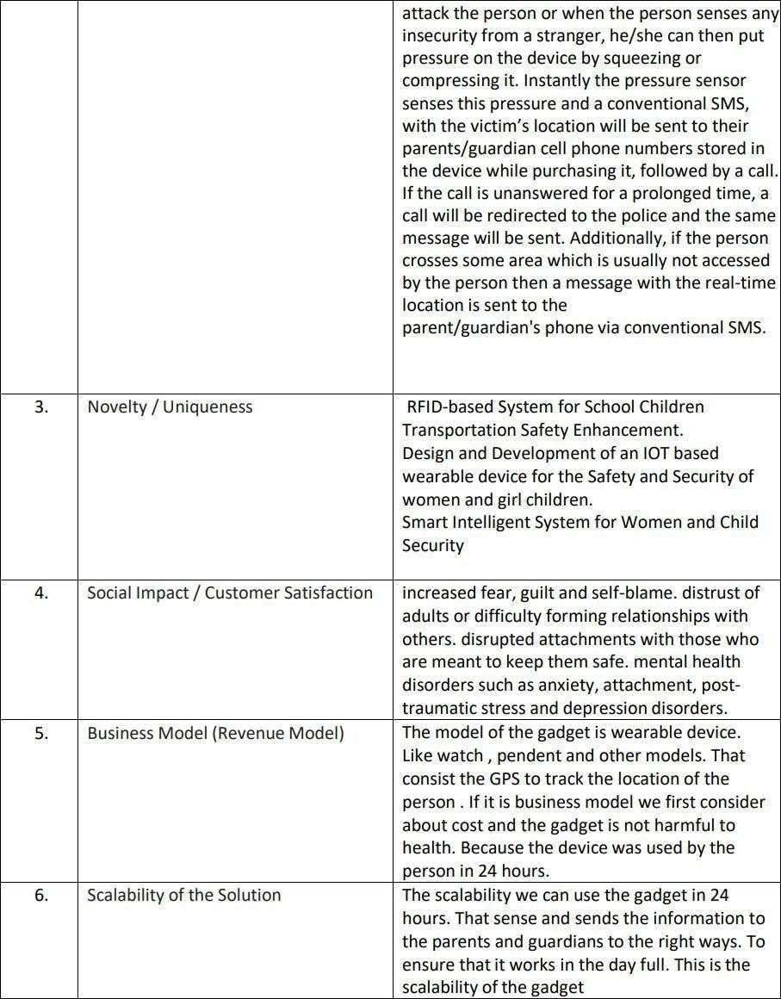 attack the person or when the person senses any
insecurity from a stranger, he/she can then put
pressure on the device by squeezing or
compressing it. Instantly the pressure sensor
senses this pressure and a conventional SMS,
with the victim’s location will be sent to their
parents/guardian cell phone numbers stored in
the device while purchasing it, followed by a call.
If the call is unanswered for a prolonged time, a
call will be redirected to the police and the same
message will be sent. Additionally, if the person
crosses some area which is usually not accessed
by the person then a message with the real-time
location is sent to the
parent/guardian's phone via conventional SMS.
3. Novelty / Uniqueness RFID-based System for School Children
Transportation Safety Enhancement.
Design and Development of an IOT based
wearable device for the Safety and Security of
women and girl children.
Smart Intelligent System for Women and Child
Security
4. Social Impact / Customer Satisfaction increased fear, guilt and self-blame. distrust of
adults or difficulty forming relationships with
others. disrupted attachments with those who
are meant to keep them safe. mental health
disorders such as anxiety, attachment, post-
traumatic stress and depression disorders.
5. Business Model (Revenue Model) The model of the gadget is wearable device.
Like watch , pendent and other models. That
consist the GPS to track the location of the
person . If it is business model we first consider
about cost and the gadget is not harmful to
health. Because the device was used by the
person in 24 hours.
6. Scalability of the Solution The scalability we can use the gadget in 24
hours. That sense and sends the information to
the parents and guardians to the right ways. To
ensure that it works in the day full. This is the
scalability of the gadget